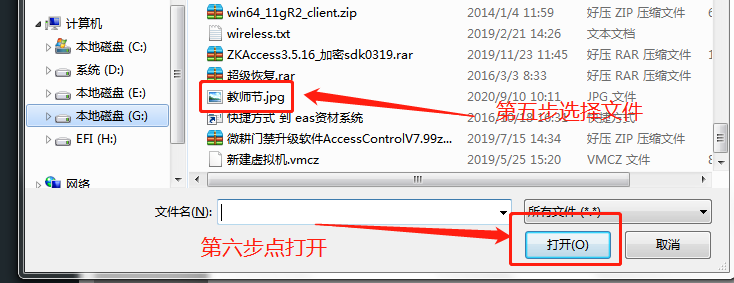 计算机
本地磁盘 (C:)
系统 (D:)
本地磁盘 (E:)
本地磁盘 (G:)
EFI (H:)
网络
win64_11gR2_client.zip 2014/1/4 11:59 好压 ZIP 压缩文件 6
wireless.txt 2019/2/21 14:26 文本文档
ZKAccess3.5.16_加密sdk0319.rar 2019/11/23 11:45 好压 RAR 压缩文件
超级恢复.rar 2016/3/3 8:33 好压 RAR 压缩文件
教师节.jpg 2020/9/10 10:11 JPG 文件
第五步选择文件
快捷方式 到 eas资材系统 快捷方式
微耕门禁升级软件AccessControlV7.99z... 2019/7/15 14:34 好压 ZIP 压缩文件
新建虚拟机.vmcz 2019/5/25 15:20 VMCZ 文件 8
文件名(N):
所有文件 (*.*)
第六步点打开
打开(O)
取消